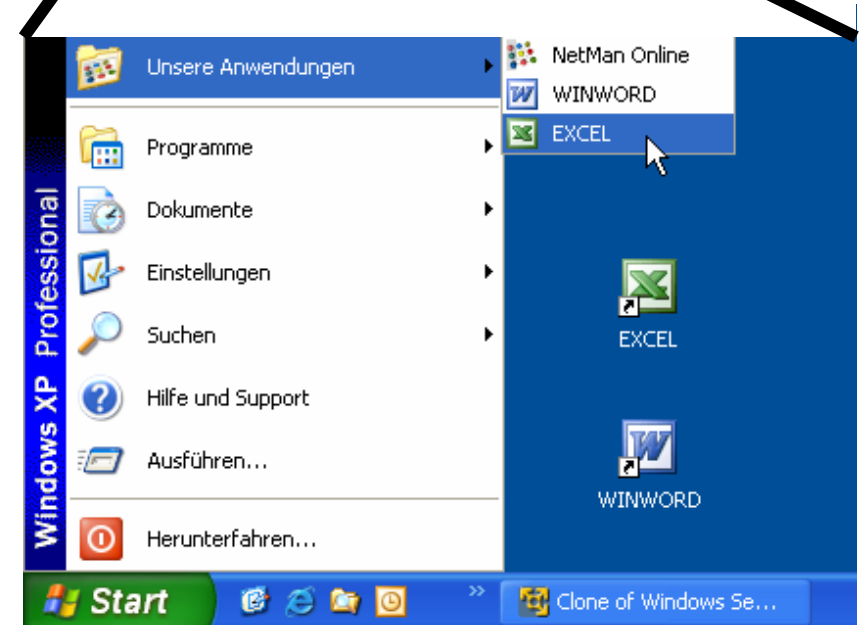 Unsere Anwendungen
NetMan Online
WINWORD
EXCEL
Programme
Dokumente
Einstellungen
Suchen
Hilfe und Support
Ausführen...
Herunterfahren...
Windows XP Professional
EXCEL
WINWORD
Start
Clone of Windows Se...